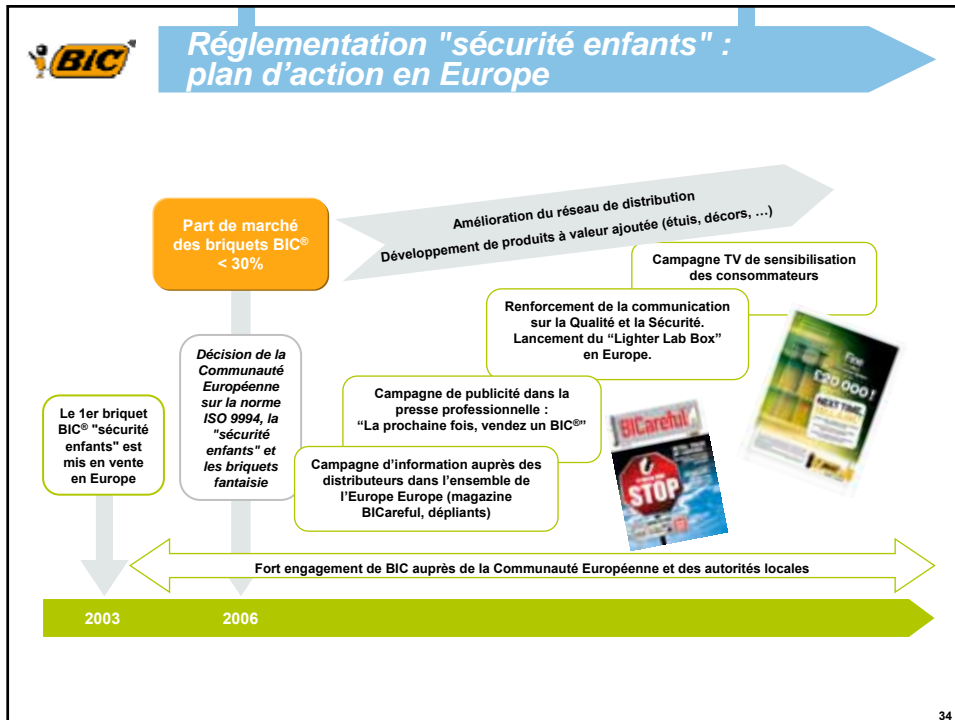 BIC
Réglementation "sécurité enfants" :
plan d'action en Europe
Amélioration du réseau de distribution
Développement de produits à valeur ajoutée (étuis, décors, …)
Part de marché
des briquets BIC®
< 30%
Campagne TV de sensibilisation
des consommateurs
Renforcement de la communication
sur la Qualité et la Sécurité.
Lancement du “Lighter Lab Box”
en Europe.
Décision de la
Communauté
Européenne
sur la norme
ISO 9994, la
"sécurité
enfants" et
les briquets
fantaisie
Campagne de publicité dans la
presse professionnelle :
“La prochaine fois, vendez un BIC®”
Le 1er briquet
BIC® "sécurité
enfants" est
mis en vente
en Europe
Campagne d’information auprès des
distributeurs dans l’ensemble de
l’Europe Europe (magazine
BICareful, dépliants)
BICareful
STOP
Fine
£20 000 !
NEXT TIME,
BIC
Fort engagement de BIC auprès de la Communauté Européenne et des autorités locales
2003
2006
34